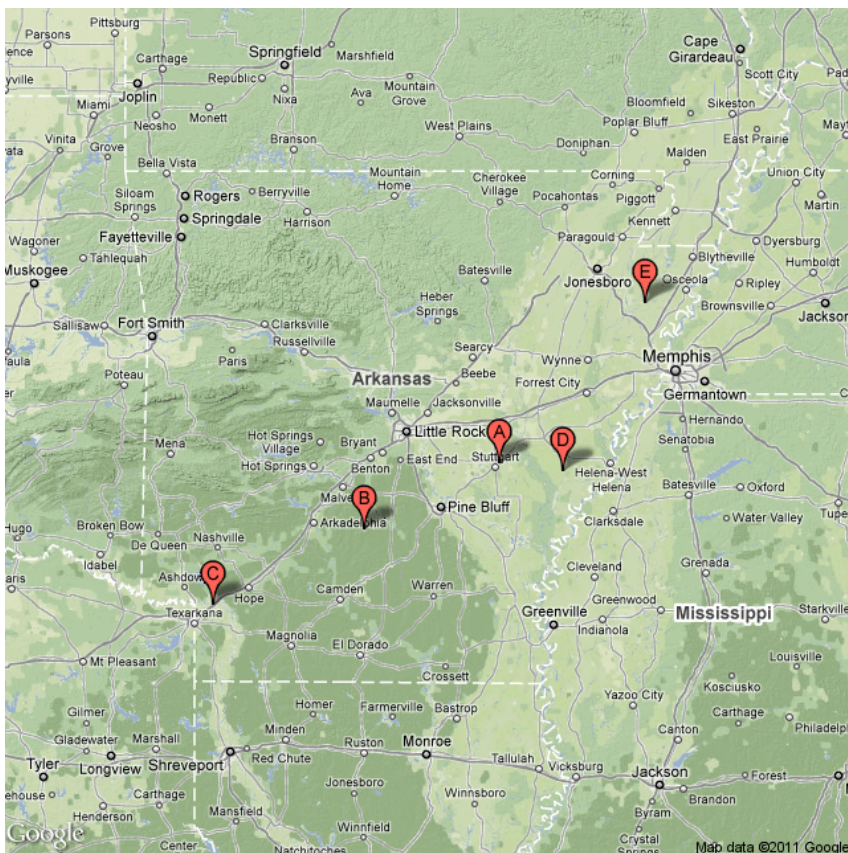 Pittsburg
Parsons
Carthage
Springfield
Marshfield
Cape
Girardeau
Scott City
Republic
Mountain
Grove
Joplin
Nixa
Ava
Miami
Neosho
Monett
Bloomfield
Sikeston
Poplar Bluff
West Plains
East Prairie
Vinita
Grove
Branson
Doniphan
Malden
Bella Vista
Mountain
Home
Cherokee
Village
Corning
Union City
Siloam
Springs
Rogers
Berryville
Piggott
Martin
Springdale
Harrison
Pocahontas
Kennett
Fayetteville
Paragould
Dyersburg
Wagoner
Tahlequah
Blytheville
Humboldt
Muskogee
Batesville
Jonesboro
E
Osceola
Ripley
Heber
Springs
Brownsville
Sallisaw
Fort Smith
Clarksville
Russellville
Paris
Searcy
Wynne
Memphis
Poteau
Arkansas
Beebe
Forrest City
Germantown
Maumelle
Jacksonville
Hernando
Little Rock
A
D
Mena
Hot Springs
Village
Bryant
East End
Stuttgart
Senatobia
Hot Springs
Benton
Helena-West
Helena
Batesville
Oxford
B
Pine Bluff
Arkadelphia
Clarksdale
Water Valley
Hugo
Broken Bow
Nashville
De Queen
Idabel
Grenada
C
Cleveland
Hope
Camden
Warren
Greenwood
Texarkana
Greenville
Mississippi
Indianola
Magnolia
El Dorado
Mt Pleasant
Louisville
Crossett
Kosciusko
Homer
Farmerville
Yazoo City
Gilmer
Bastrop
Carthage
Minden
Gladewater
Marshall
Ruston
Monroe
Canton
Red Chute
Longview
Shreveport
Tallulah
Tyler
Vicksburg
Jackson
Forest
Jonesboro
Brandon
Henderson
Carthage
Mansfield
Winnsboro
Byram
Winnfield
Crystal
Springs
Center
Natchitoches
Google
Map data ©2011 Google